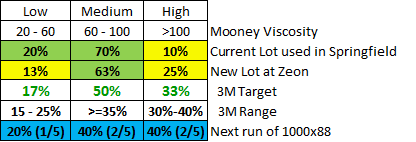 Low Medium High
20 - 60 60 - 100 >100 Mooney Viscosity
20% 70% 10% Current Lot used in Springfield
13% 63% 25% New Lot at Zeon
17% 50% 33% 3M Target
15 - 25% >=35% 30%-40% 3M Range
20% (1/5) 40% (2/5) 40% (2/5) Next run of 1000x88